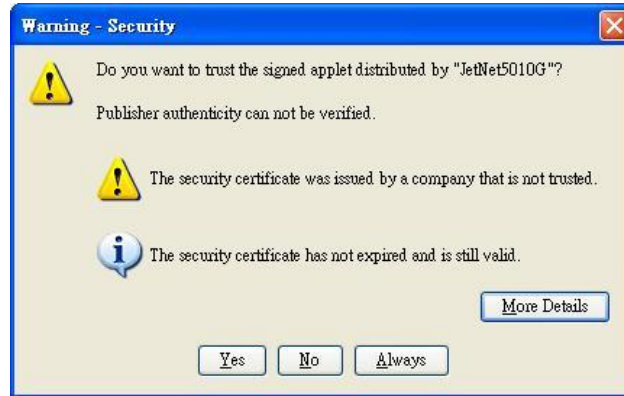 Warning - Security
Do you want to trust the signed applet distributed by "JetNet5010G"?
Publisher authenticity can not be verified.
The security certificate was issued by a company that is not trusted.
The security certificate has not expired and is still valid.
More Details
Yes No Always